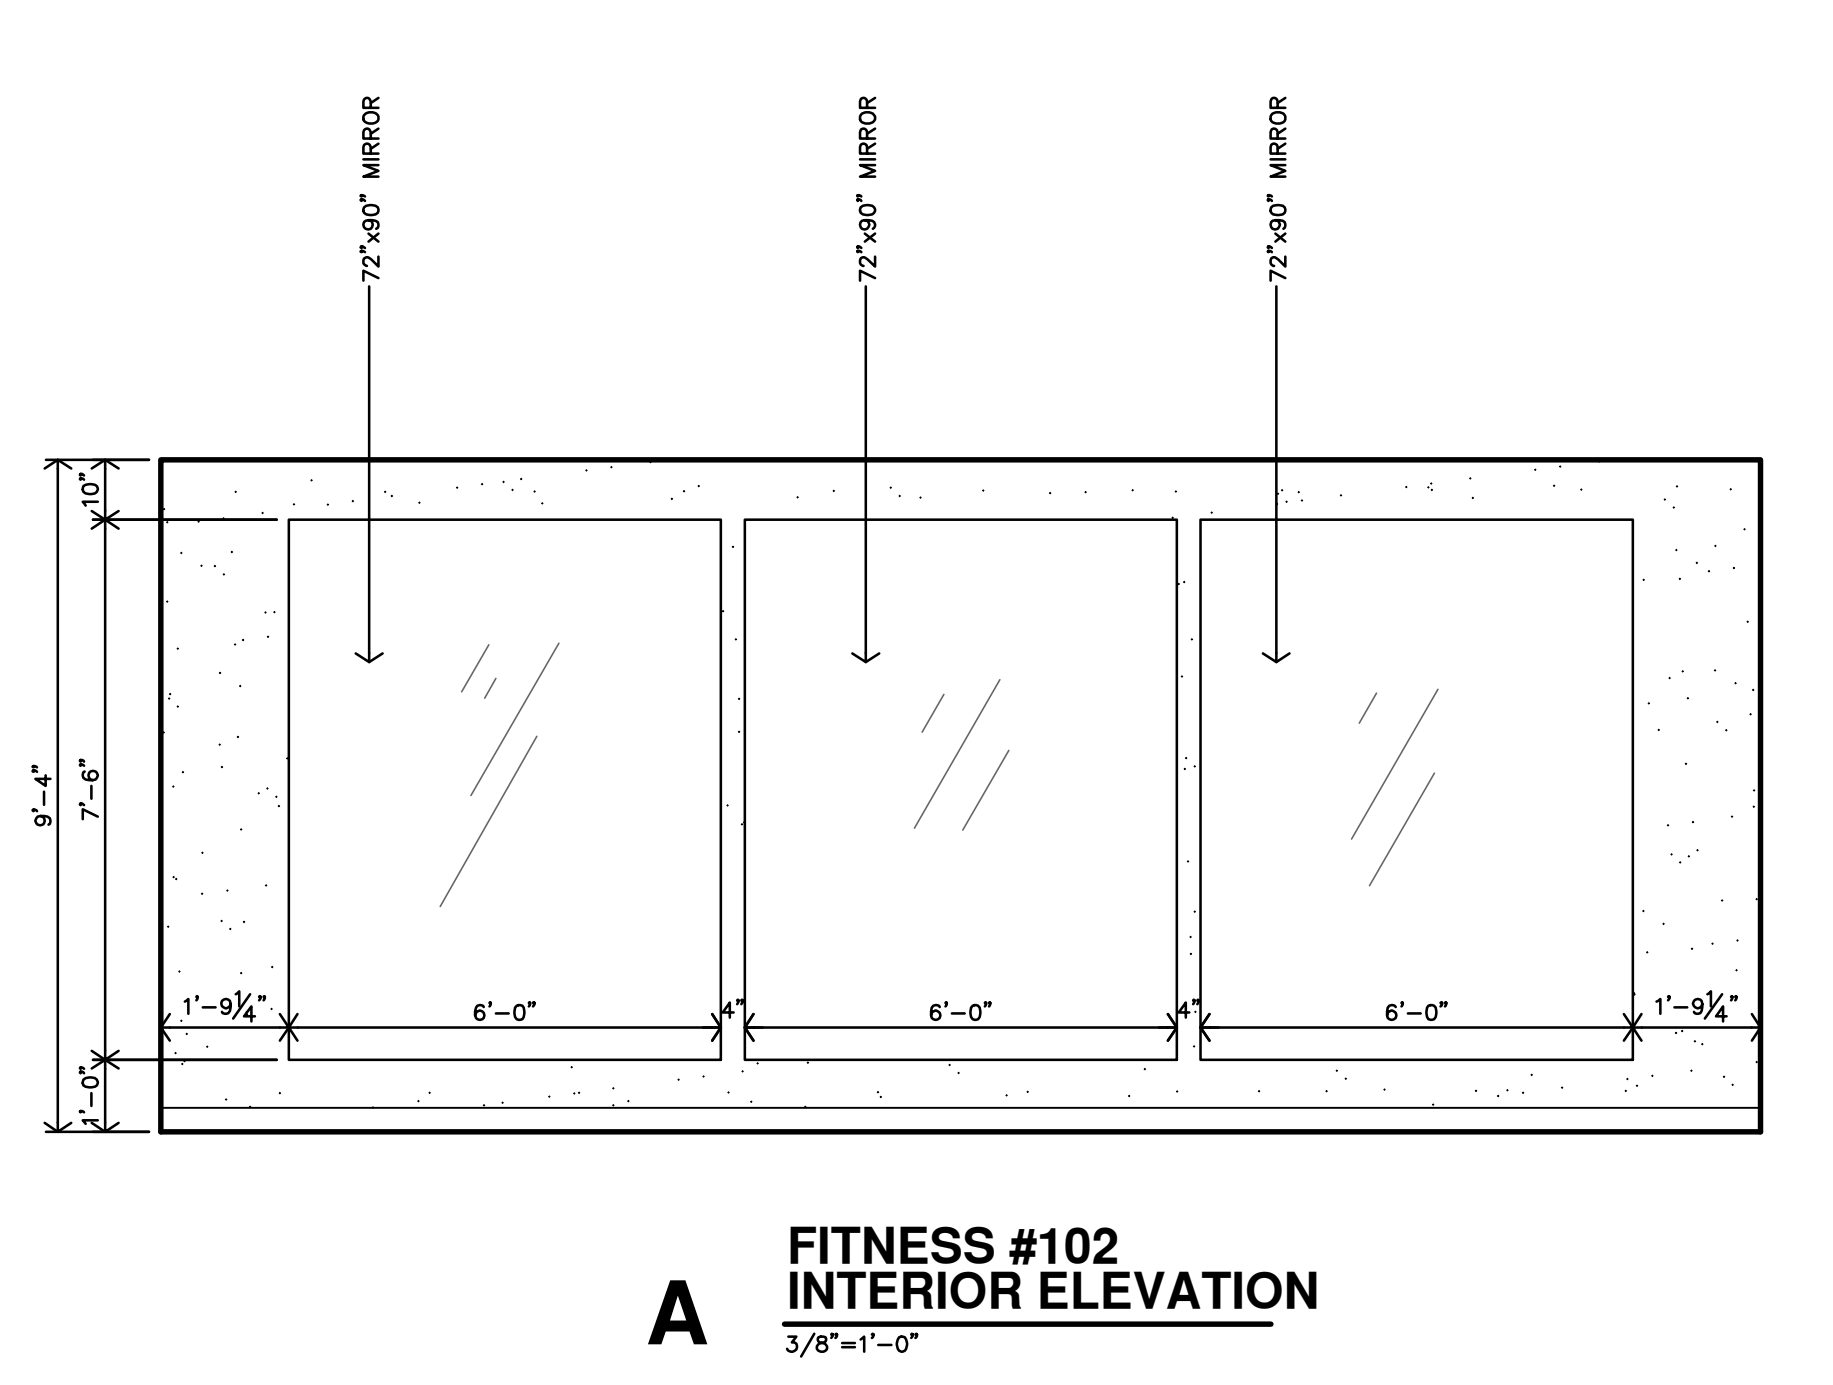 72"x90" MIRROR
72"x90" MIRROR
72"x90" MIRROR
10"
9'-4"
7'-6"
1'-0"
1'-9¼"
6'-0"
4"
6'-0"
4"
6'-0"
1'-9¼"
FITNESS #102
A
INTERIOR ELEVATION
3/8"=1'-0"